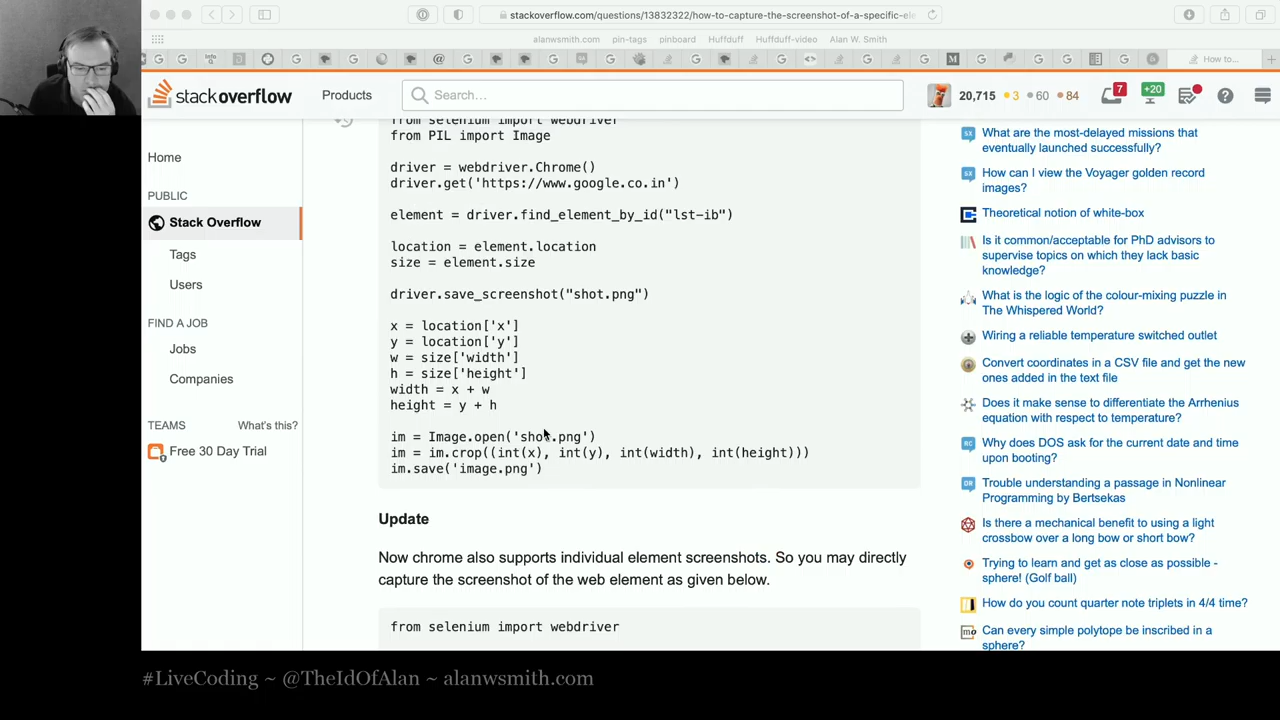 stackoverflow.com/questions/13832322/how-to-capture-the-screenshot-of-a-specific-ele
alanwsmith.com pin-tags pinboard Huffduff Huffduff-video Alan W. Smith
How to...
stackoverflow
Products
Search...
20,715 3 60 84
7
+20
Home
PUBLIC
Stack Overflow
Tags
Users
FIND A JOB
Jobs
Companies
TEAMS
What's this?
Free 30 Day Trial
from selenium import webdriver
from PIL import Image
driver = webdriver.Chrome()
driver.get('https://www.google.co.in')
element = driver.find_element_by_id("lst-ib")
location = element.location
size = element.size
driver.save_screenshot("shot.png")
x = location['x']
y = location['y']
w = size['width']
h = size['height']
width = x + w
height = y + h
im = Image.open('shot.png')
im = im.crop((int(x), int(y), int(width), int(height)))
im.save('image.png')
Update
Now chrome also supports individual element screenshots. So you may directly
capture the screenshot of the web element as given below.
from selenium import webdriver
What are the most-delayed missions that
eventually launched successfully?
How can I view the Voyager golden record
images?
Theoretical notion of white-box
Is it common/acceptable for PhD advisors to
supervise topics on which they lack basic
knowledge?
What is the logic of the colour-mixing puzzle in
The Whispered World?
Wiring a reliable temperature switched outlet
Convert coordinates in a CSV file and get the new
ones added in the text file
Does it make sense to differentiate the Arrhenius
equation with respect to temperature?
Why does DOS ask for the current date and time
upon booting?
Trouble understanding a passage in Nonlinear
Programming by Bertsekas
Is there a mechanical benefit to using a light
crossbow over a long bow or short bow?
Trying to learn and get as close as possible -
sphere! (Golf ball)
How do you count quarter note triplets in 4/4 time?
Can every simple polytope be inscribed in a
sphere?
#LiveCoding ~ @TheIdOfAlan ~ alanwsmith.com